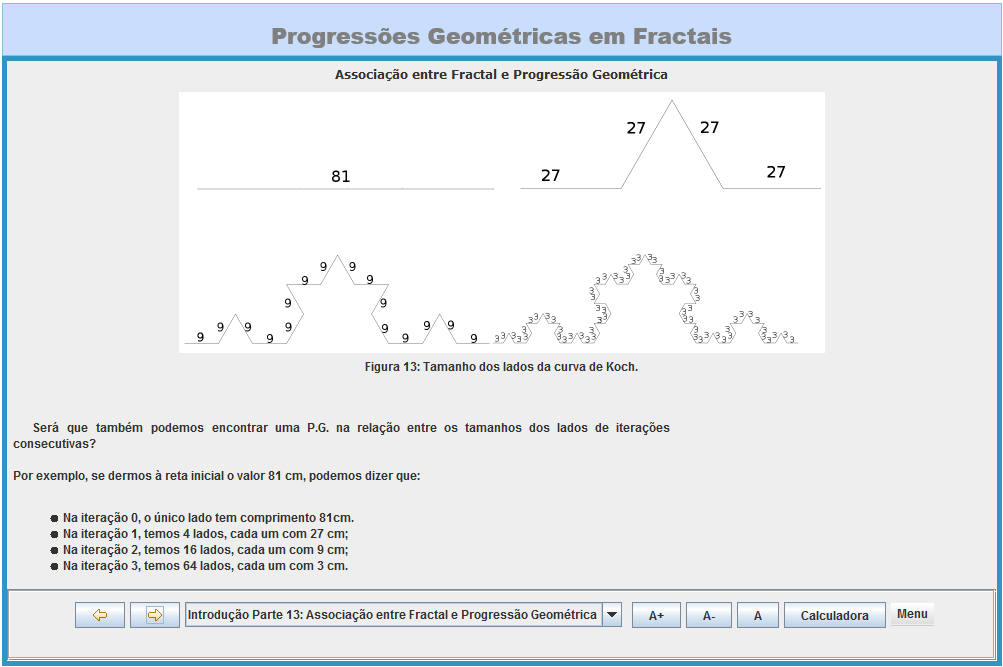 Progressões Geométricas em Fractais
Associação entre Fractal e Progressão Geométrica
81
27 27
27 27
9 9 9 9 9 9 9 9 9 9 9 9 9 9 9 9
3 3 3 3 3 3 3 3 3 3 3 3 3 3 3 3 3 3 3 3 3 3 3 3 3 3 3 3 3 3 3 3 3 3 3 3 3 3 3 3 3 3 3 3 3 3 3 3 3 3 3 3 3 3 3 3 3 3 3 3 3 3 3 3
Figura 13: Tamanho dos lados da curva de Koch.
Será que também podemos encontrar uma P.G. na relação entre os tamanhos dos lados de iterações
consecutivas?
Por exemplo, se dermos à reta inicial o valor 81 cm, podemos dizer que:
Na iteração 0, o único lado tem comprimento 81cm.
Na iteração 1, temos 4 lados, cada um com 27 cm;
Na iteração 2, temos 16 lados, cada um com 9 cm;
Na iteração 3, temos 64 lados, cada um com 3 cm.
Introdução Parte 13: Associação entre Fractal e Progressão Geométrica A+ A- A Calculadora Menu